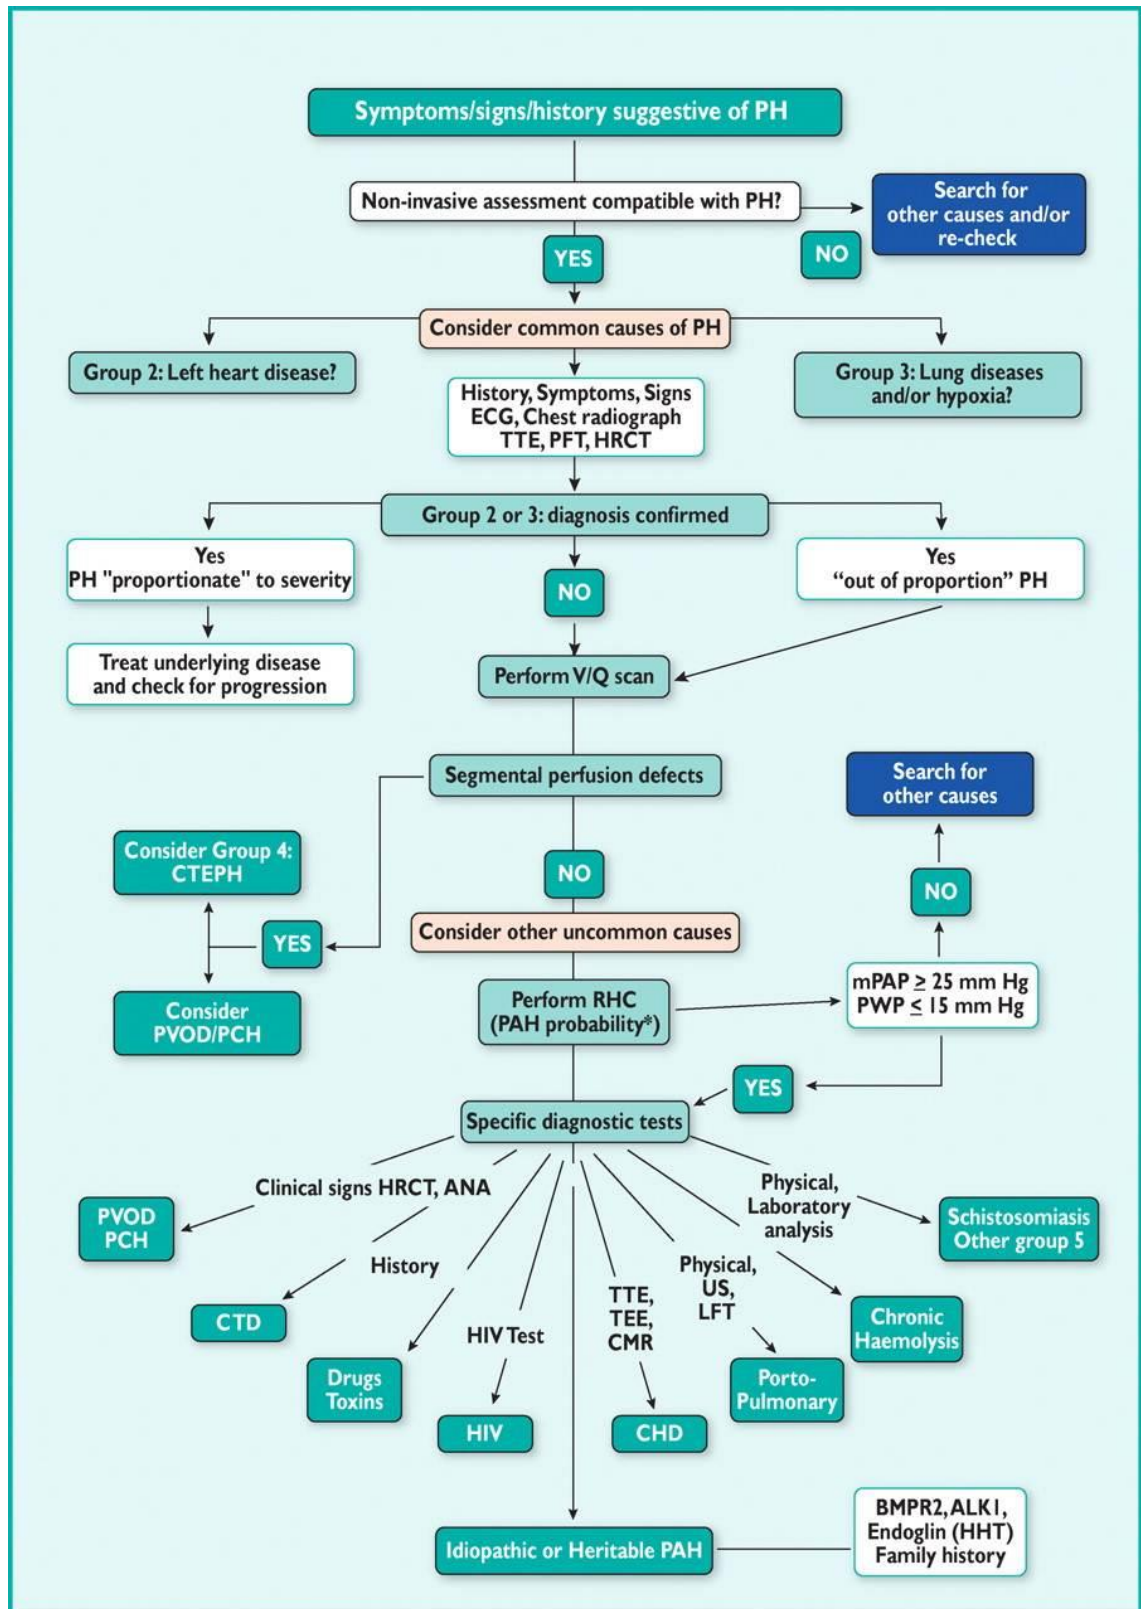 Symptoms/signs/history suggestive of PH
Non-invasive assessment compatible with PH?
Search for
other causes and/or
re-check
YES
NO
Consider common causes of PH
Group 2: Left heart disease?
Group 3: Lung diseases
and/or hypoxia?
History, Symptoms, Signs
ECG, Chest radiograph
TTE, PFT, HRCT
Group 2 or 3: diagnosis confirmed
Yes
PH "proportionate" to severity
NO
Yes
“out of proportion” PH
Treat underlying disease
and check for progression
Perform V/Q scan
Segmental perfusion defects
Search for
other causes
Consider Group 4:
CTEPH
NO
NO
YES
Consider other uncommon causes
Consider
PVOD/PCH
Perform RHC
(PAH probability*)
mPAP ≥ 25 mm Hg
PWP ≤ 15 mm Hg
YES
Specific diagnostic tests
Clinical signs HRCT, ANA
Physical,
Laboratory
analysis
PVOD
PCH
Schistosomiasis
Other group 5
History
Physical,
US,
LFT
TTE,
TEE,
CMR
HIV Test
CTD
Chronic
Haemolysis
Drugs
Toxins
Porto-
Pulmonary
HIV
CHD
Idiopathic or Heritable PAH
BMPR2, ALK1,
Endoglin (HHT)
Family history